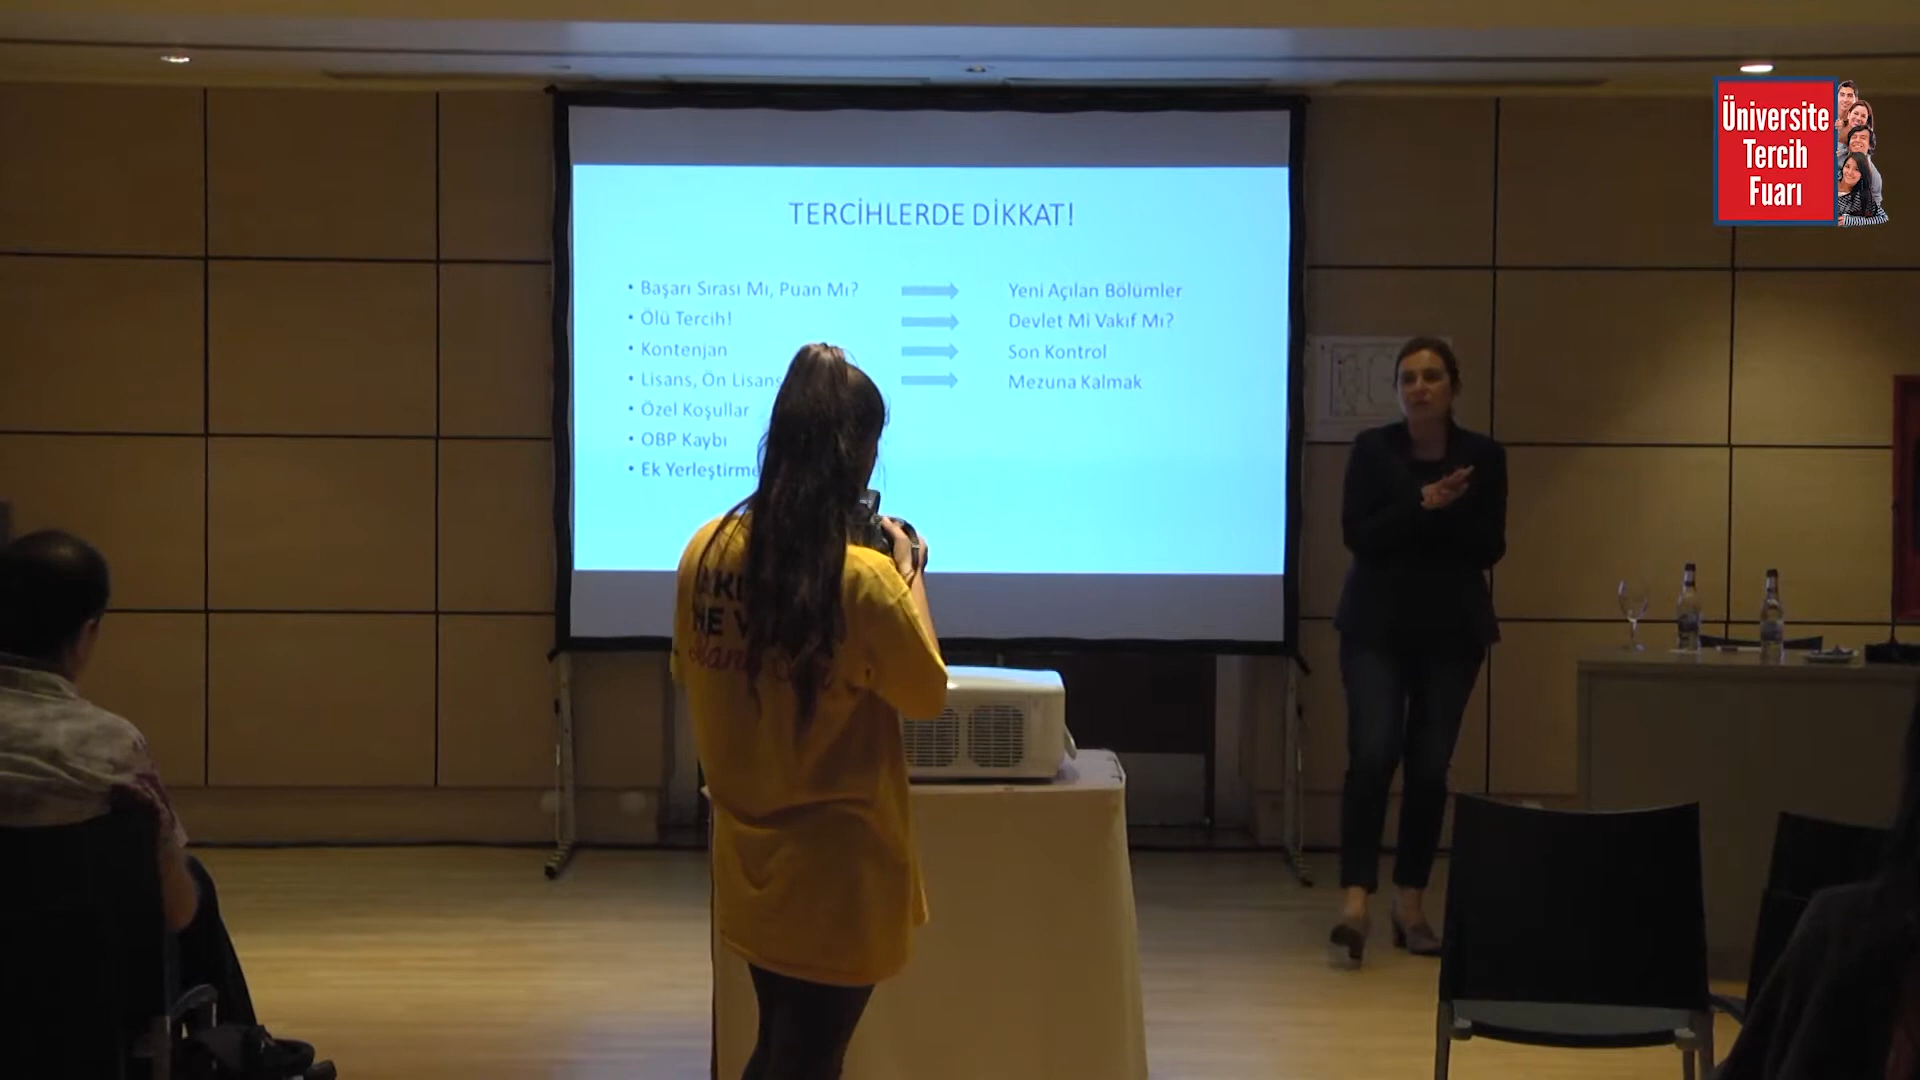 TERCİHLERDE DİKKAT!
• Başarı Sırası Mı, Puan Mı?
• Ölü Tercih!
• Kontenjan
• Lisans, Ön Lisans
• Özel Koşullar
• OBP Kaybı
• Ek Yerleştirme
Yeni Açılan Bölümler
Devlet Mi Vakıf Mı?
Son Kontrol
Mezuna Kalmak
Üniversite
Tercih
Fuarı